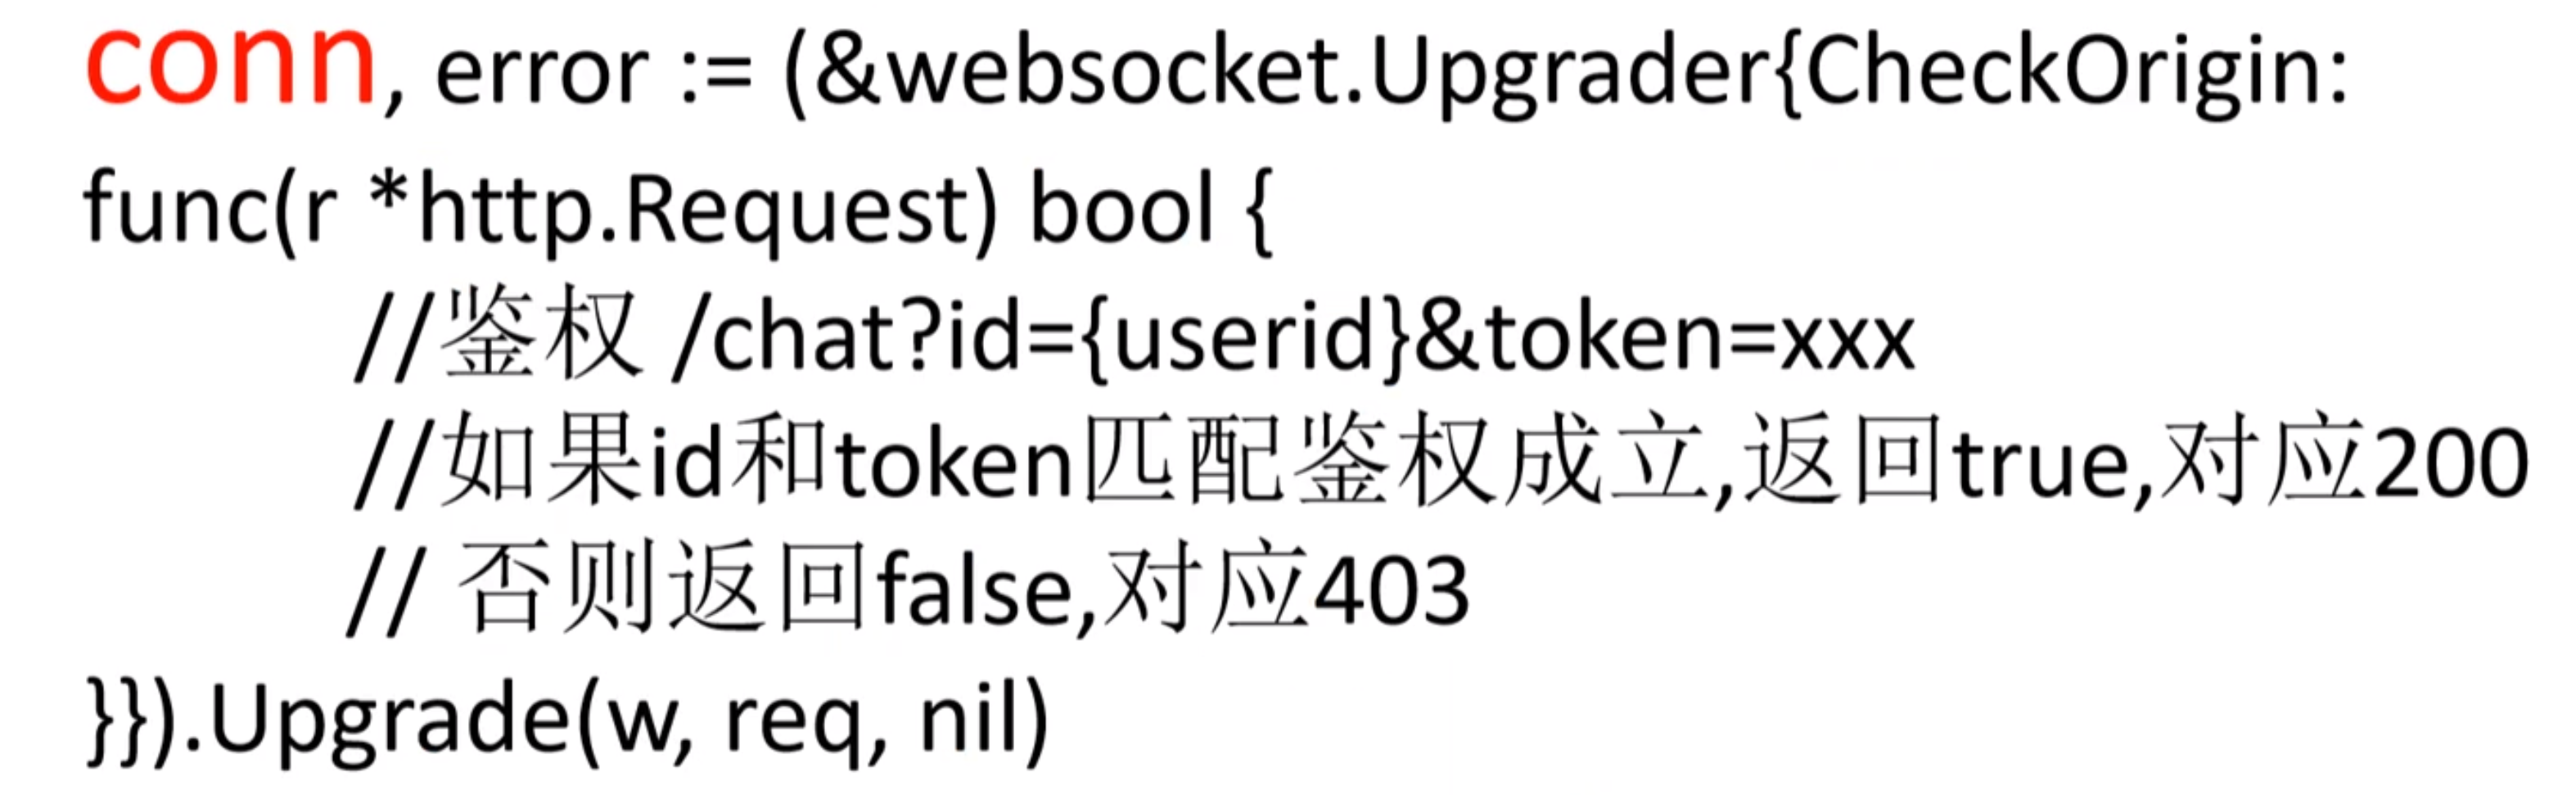 conn, error := (&websocket.Upgrader{CheckOrigin:
func(r *http.Request) bool {
//鉴权 /chat?id={userid}&token=xxx
//如果id和token匹配鉴权成立,返回true,对应200
// 否则返回false,对应403
}}).Upgrade(w, req, nil)